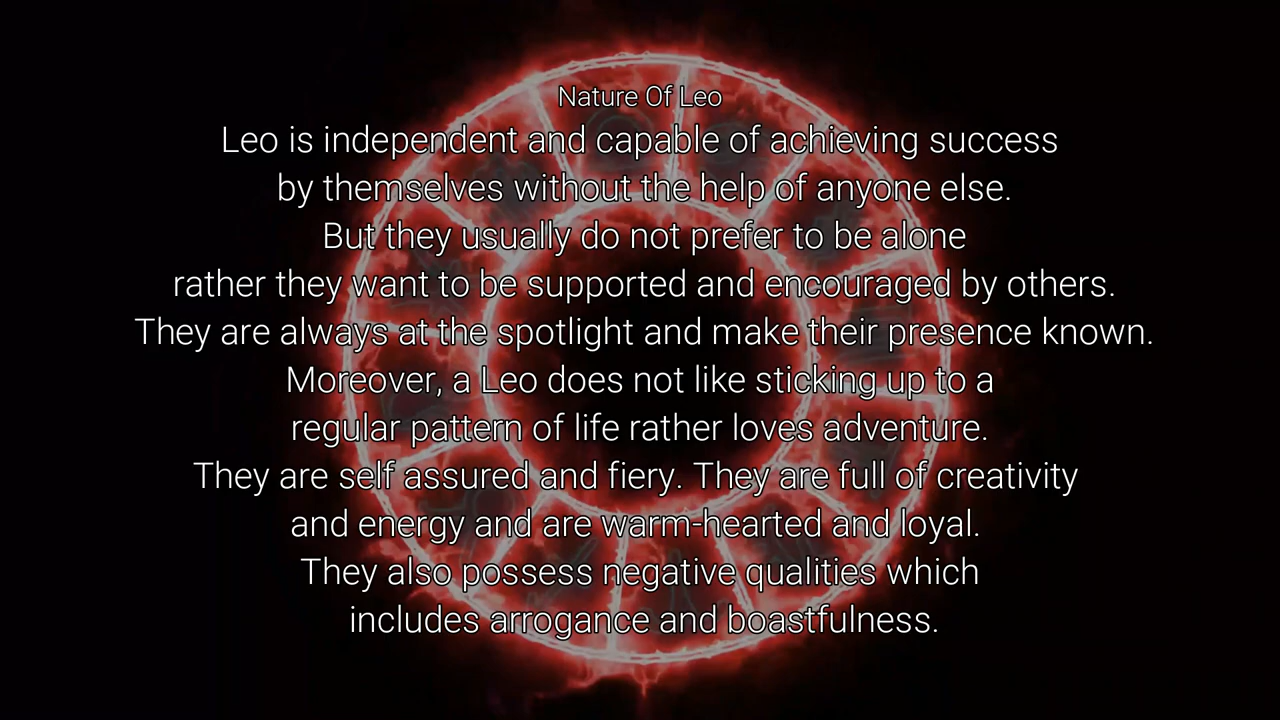 Nature Of Leo
Leo is independent and capable of achieving success
by themselves without the help of anyone else.
But they usually do not prefer to be alone
rather they want to be supported and encouraged by others.
They are always at the spotlight and make their presence known.
Moreover, a Leo does not like sticking up to a
regular pattern of life rather loves adventure.
They are self assured and fiery. They are full of creativity
and energy and are warm-hearted and loyal.
They also possess negative qualities which
includes arrogance and boastfulness.